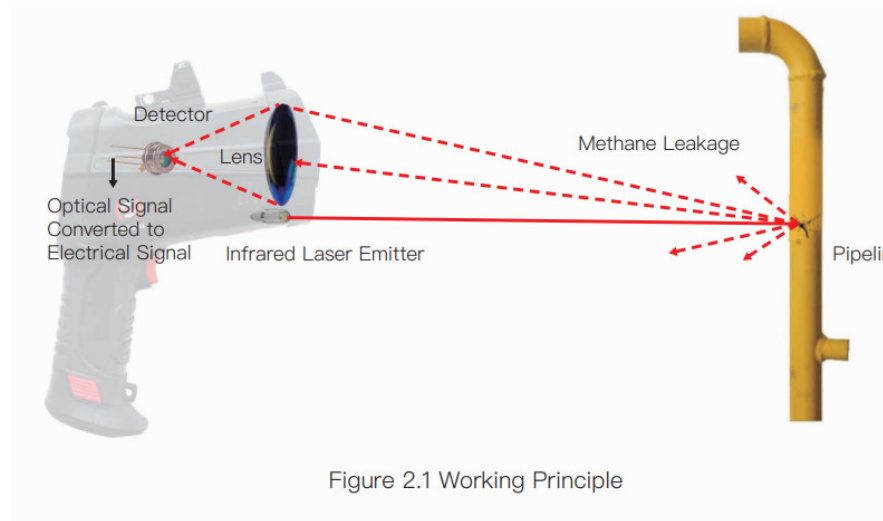 Detector
Methane Leakage
Lens
Optical Signal
Converted to
Electrical Signal
Infrared Laser Emitter
Figure 2.1 Working Principle